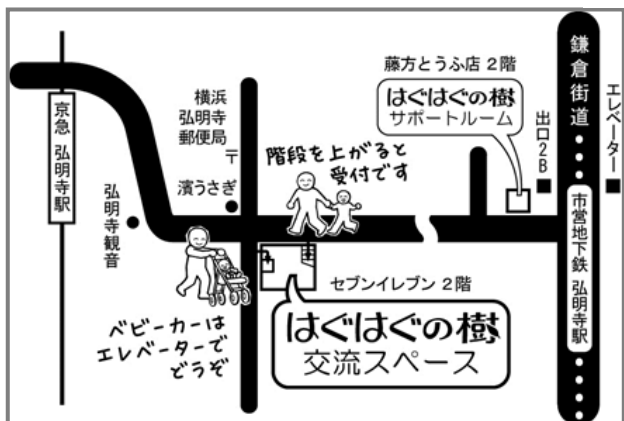 京急 弘明寺駅
弘明寺観音
横浜
弘明寺
郵便局
〒
濱うさぎ
階段を上がると
受付です
藤方とうふ店 2階
はぐはぐの樹
サポートルーム
出口2B
鎌倉街道
エレベーター
市営地下鉄 弘明寺駅
ベビーカーは
エレベーターで
どうぞ
セブンイレブン 2階
はぐはぐの樹
交流スペース